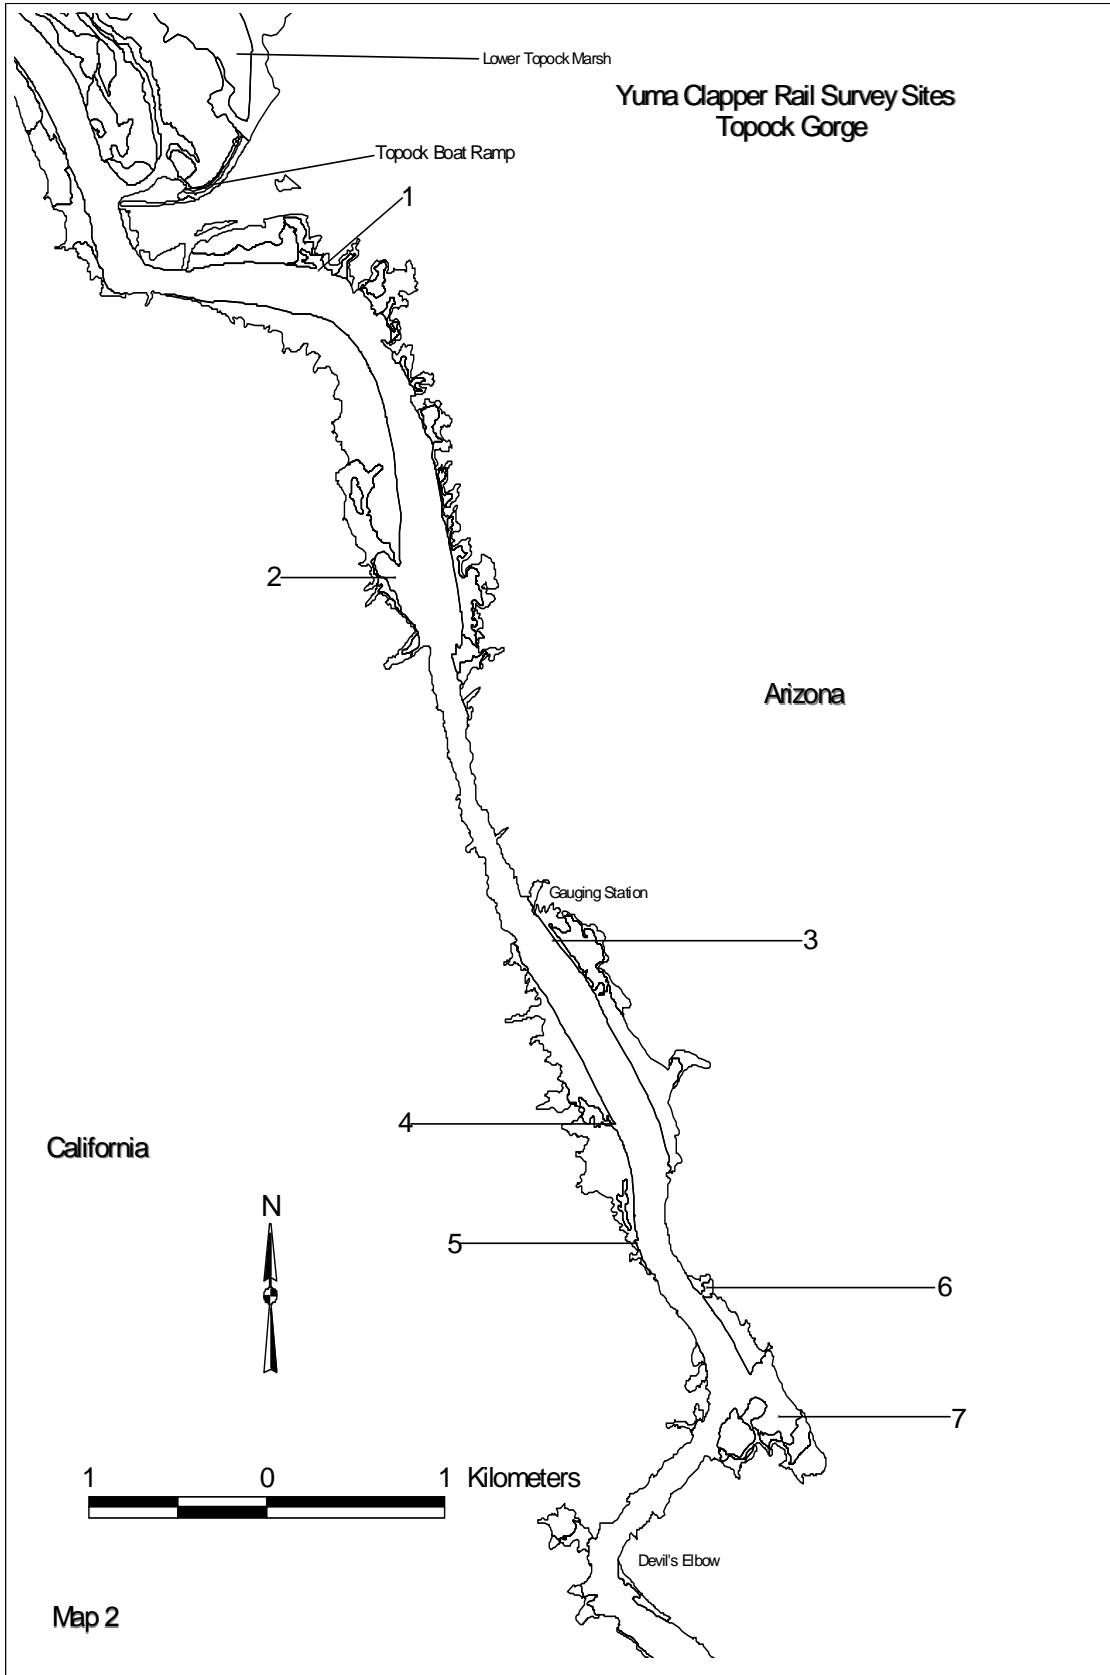 Lower Topock Marsh
Yuma Clapper Rail Survey Sites
Topock Gorge
Topock Boat Ramp
1
2
Arizona
Gauging Station
3
4
California
N
5
6
7
1 0 1 Kilometers
Devil's Elbow
Map 2